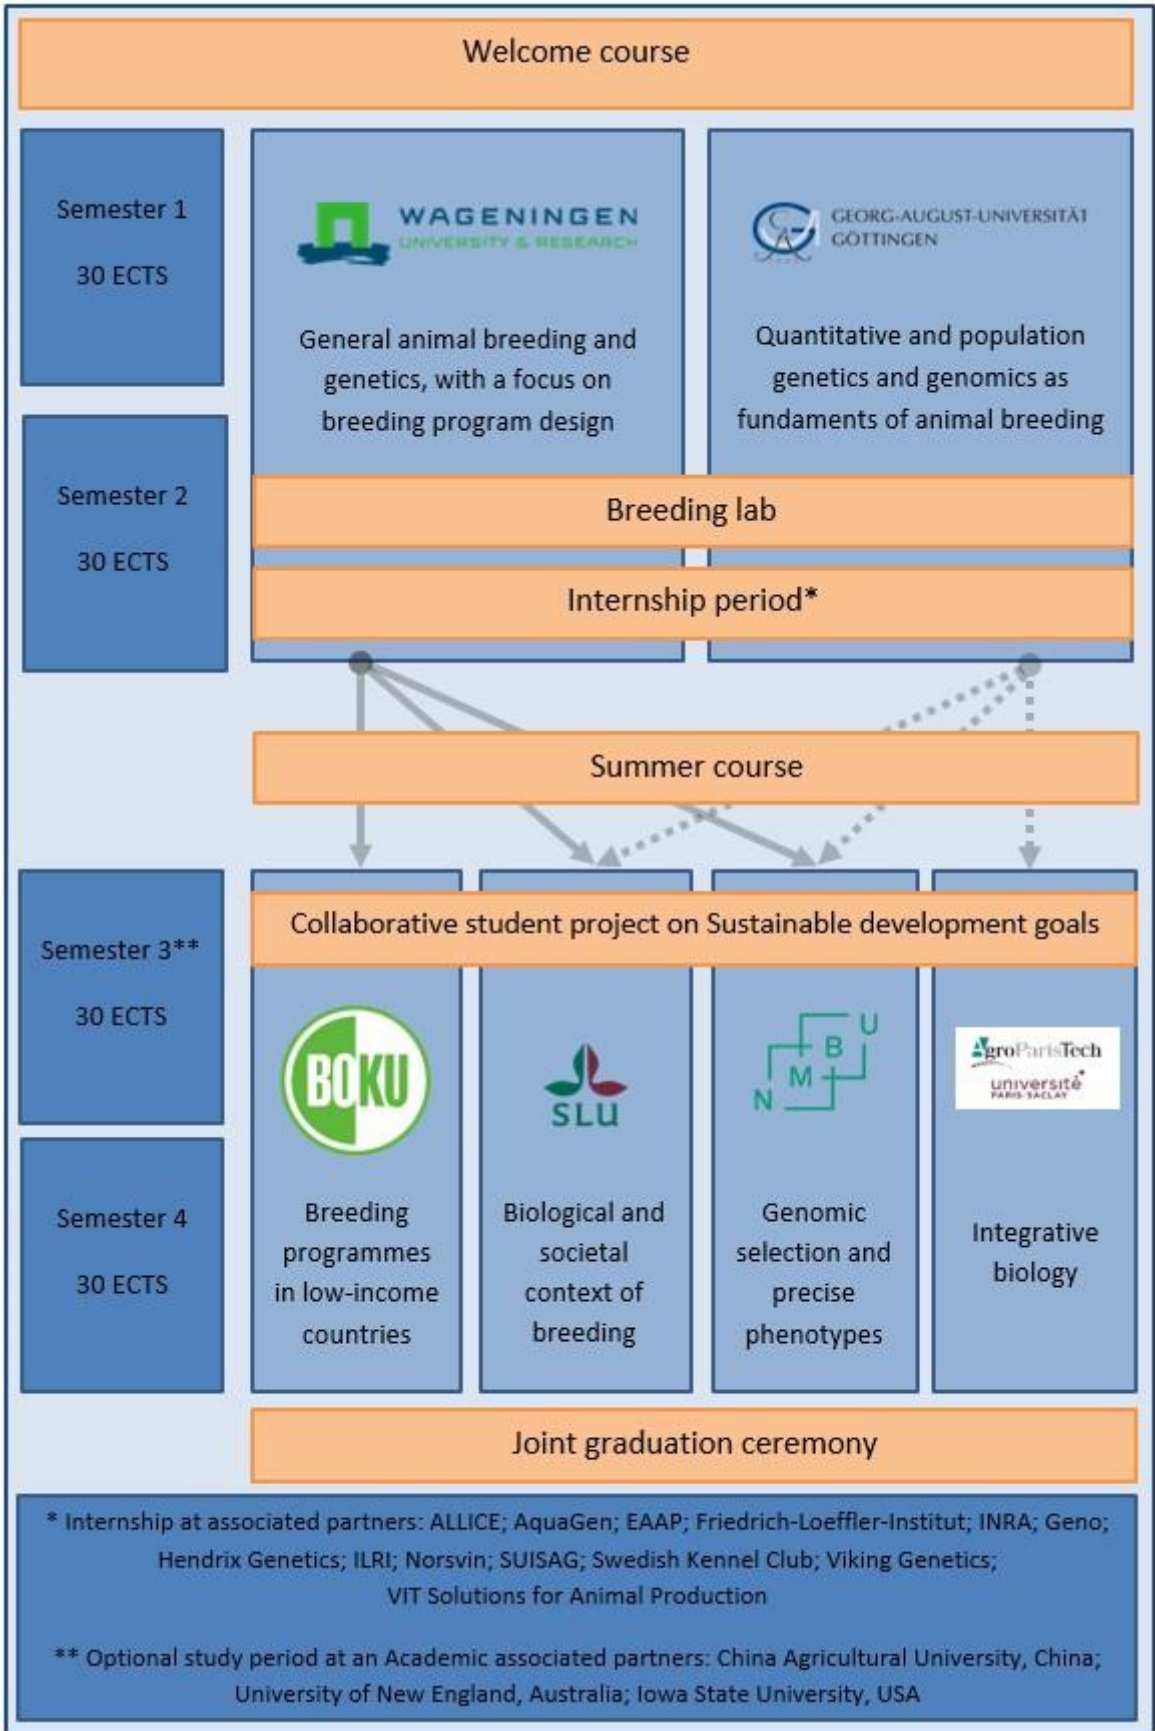 Welcome course
Semester 1
30 ECTS
WAGENINGEN
UNIVERSITY & RESEARCH
General animal breeding and
genetics, with a focus on
breeding program design
GEORG-AUGUST-UNIVERSITÄT
GÖTTINGEN
Quantitative and population
genetics and genomics as
fundaments of animal breeding
Semester 2
30 ECTS
Breeding lab
Internship period*
Summer course
Collaborative student project on Sustainable development goals
Semester 3**
30 ECTS
BOKU
SLU
NMBU
AgroParisTech
université
PARIS-SACLAY
Semester 4
30 ECTS
Breeding
programmes
in low-income
countries
Biological and
societal
context of
breeding
Genomic
selection and
precise
phenotypes
Integrative
biology
Joint graduation ceremony
* Internship at associated partners: ALLICE; AquaGen; EAAP; Friedrich-Loeffler-Institut; INRA; Geno;
Hendrix Genetics; ILRI; Norsvin; SUISAG; Swedish Kennel Club; Viking Genetics;
VIT Solutions for Animal Production
** Optional study period at an Academic associated partners: China Agricultural University, China;
University of New England, Australia; Iowa State University, USA